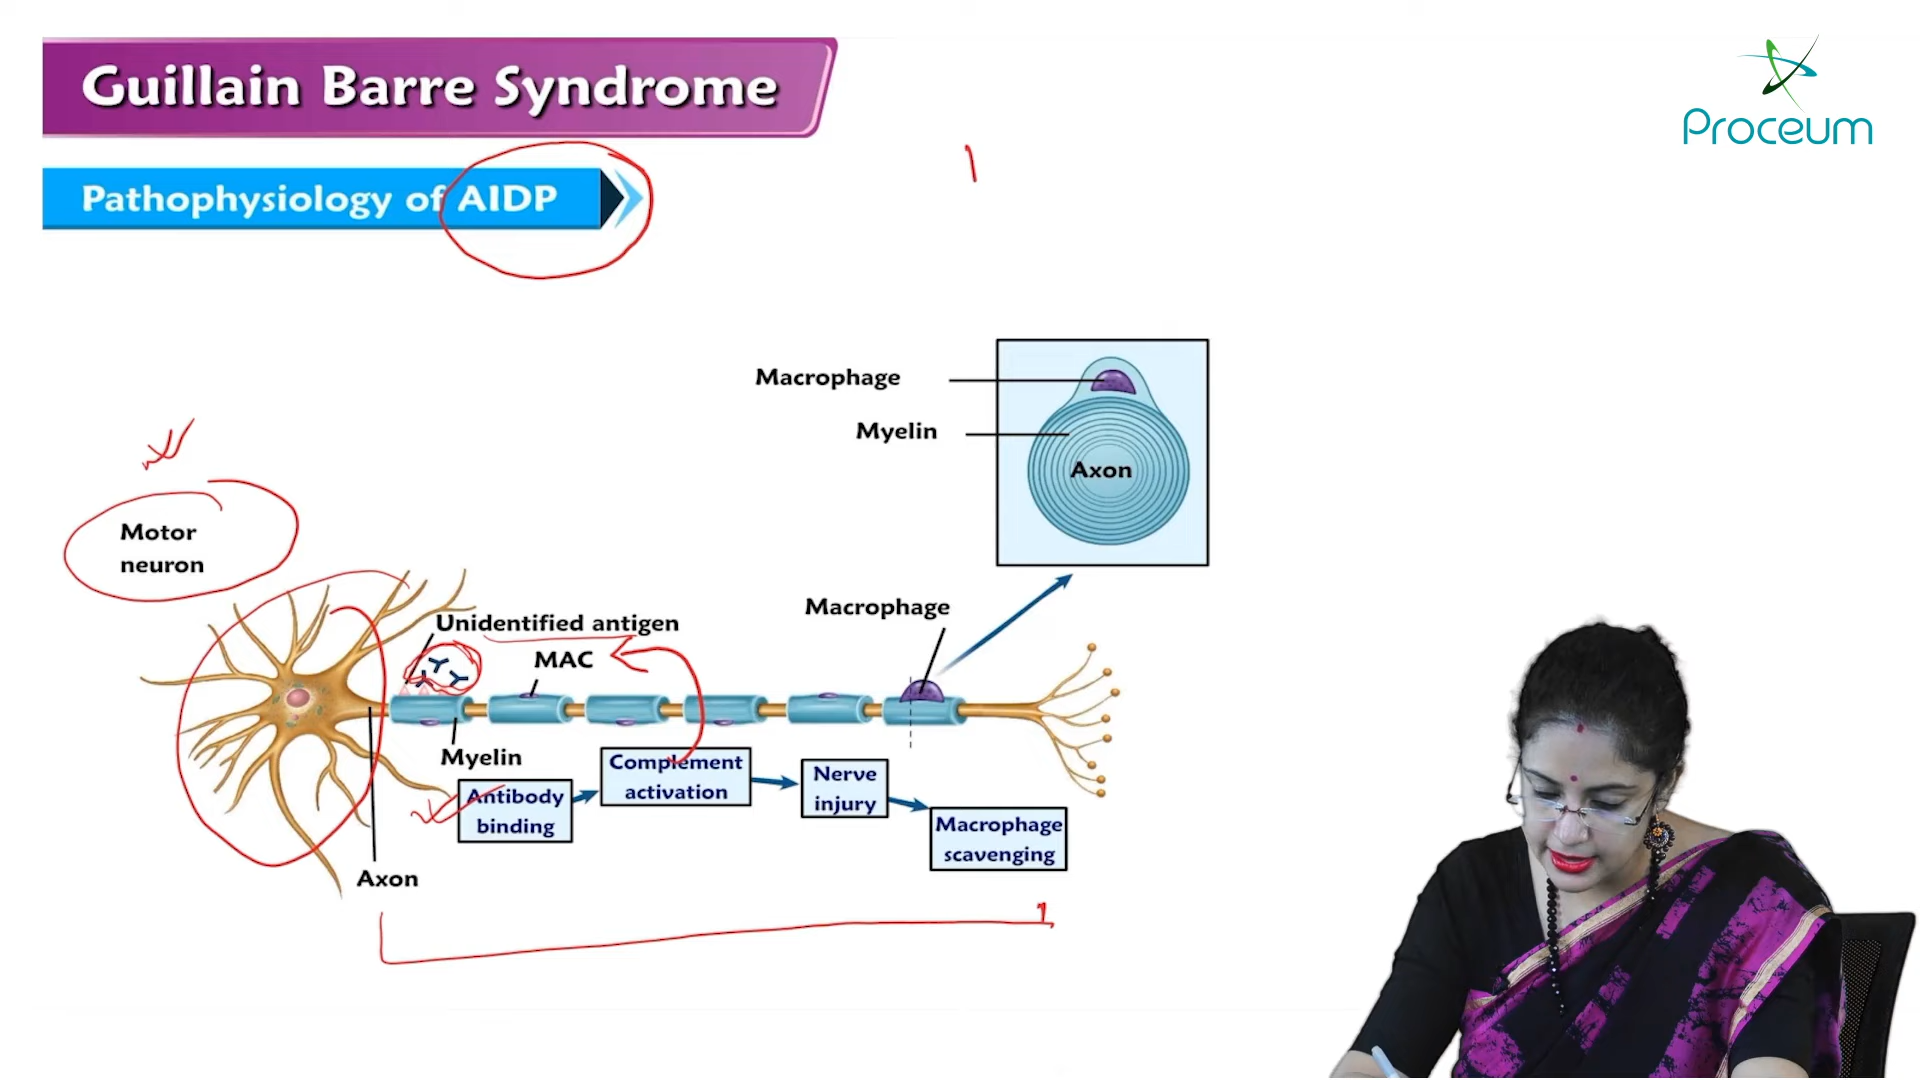 Guillain Barre Syndrome
Proceum
Pathophysiology of AIDP
Macrophage
Myelin
Axon
Motor
neuron
Macrophage
Unidentified antigen
MAC
Myelin
Antibody
binding
Complement
activation
Nerve
injury
Macrophage
scavenging
Axon